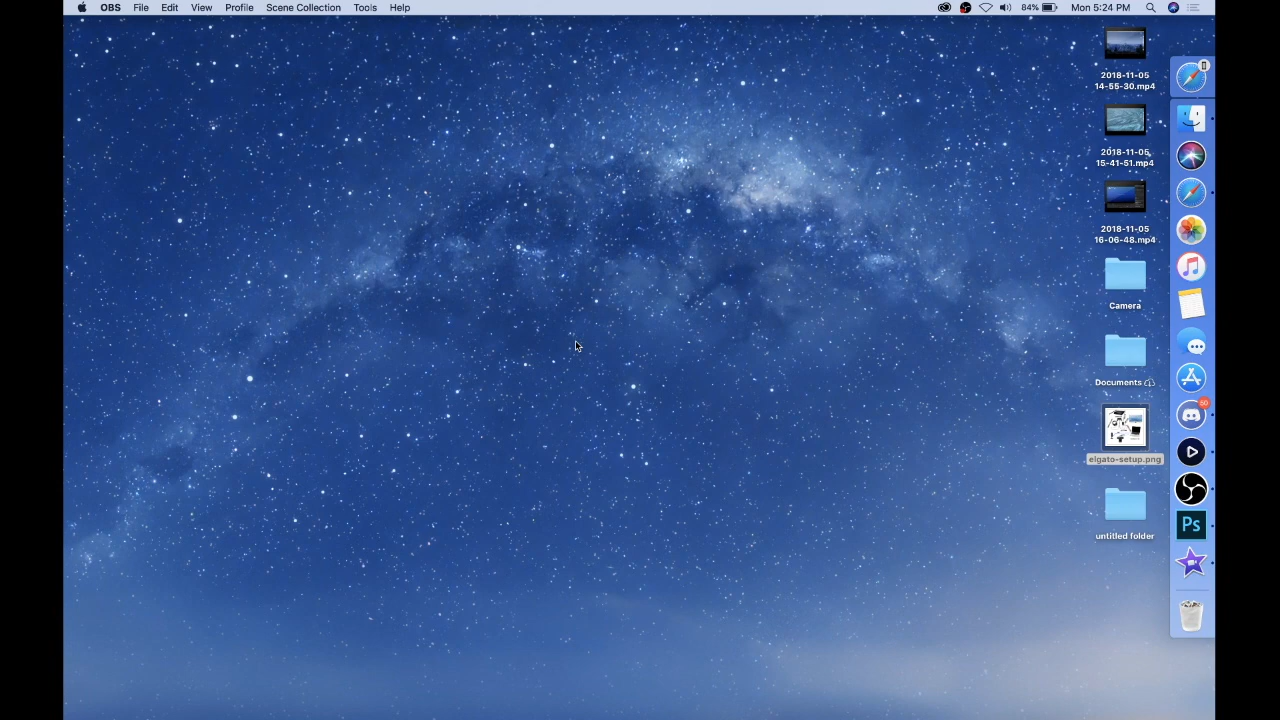 OBS File Edit View Profile Scene Collection Tools Help 84% Mon 5:24 PM
2018-11-05
14-55-30.mp4
2018-11-05
15-41-51.mp4
2018-11-05
16-06-48.mp4
Camera
Documents
elgato-setup.png
50
Ps
untitled folder